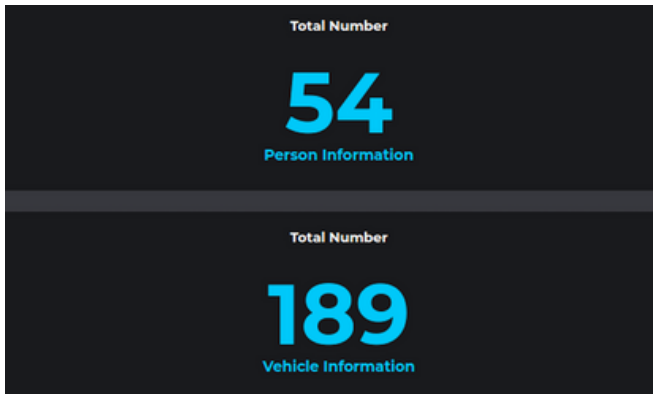 Total Number
54
Person Information
Total Number
189
Vehicle Information